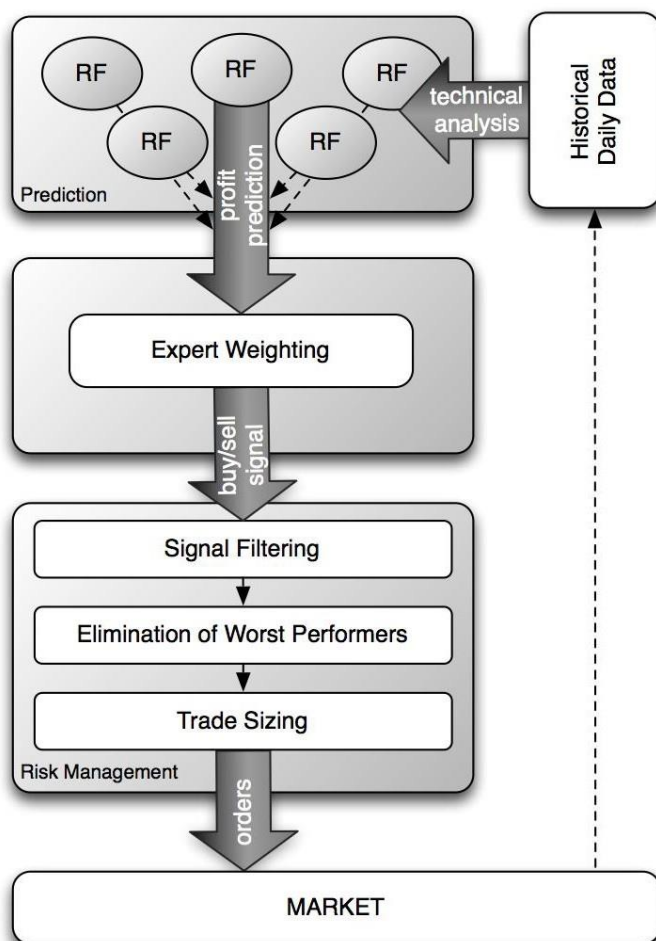 RF
RF
RF
RF
RF
Prediction
technical
analysis
Historical
Daily Data
profit
prediction
Expert Weighting
buy/sell
signal
Signal Filtering
Elimination of Worst Performers
Trade Sizing
Risk Management
orders
MARKET